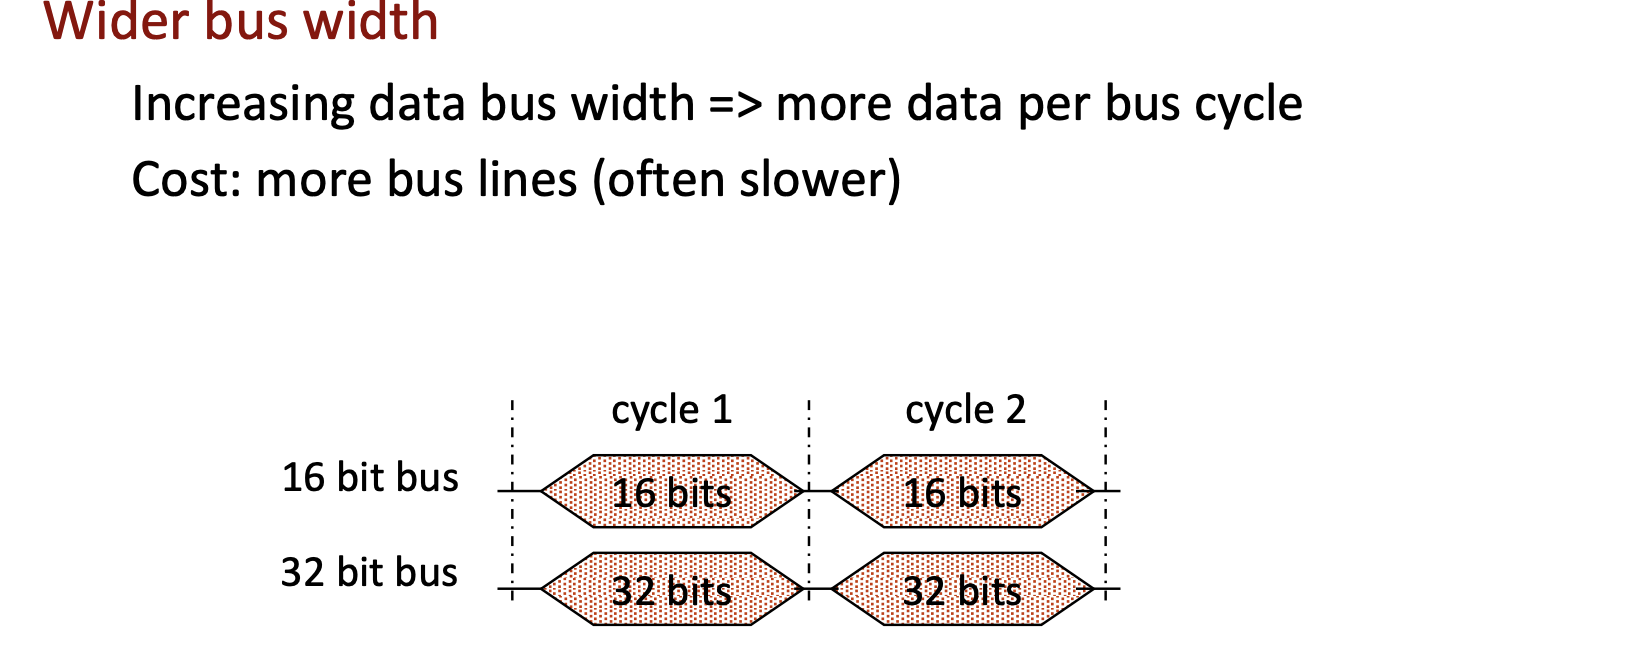 Wider bus width
Increasing data bus width => more data per bus cycle
Cost: more bus lines (often slower)
cycle 1 cycle 2
16 bit bus 16 bits 16 bits
32 bit bus 32 bits 32 bits